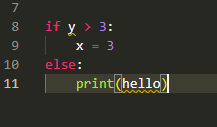 7
8 if y > 3:
9     x = 3
10 else:
11     print(hello)